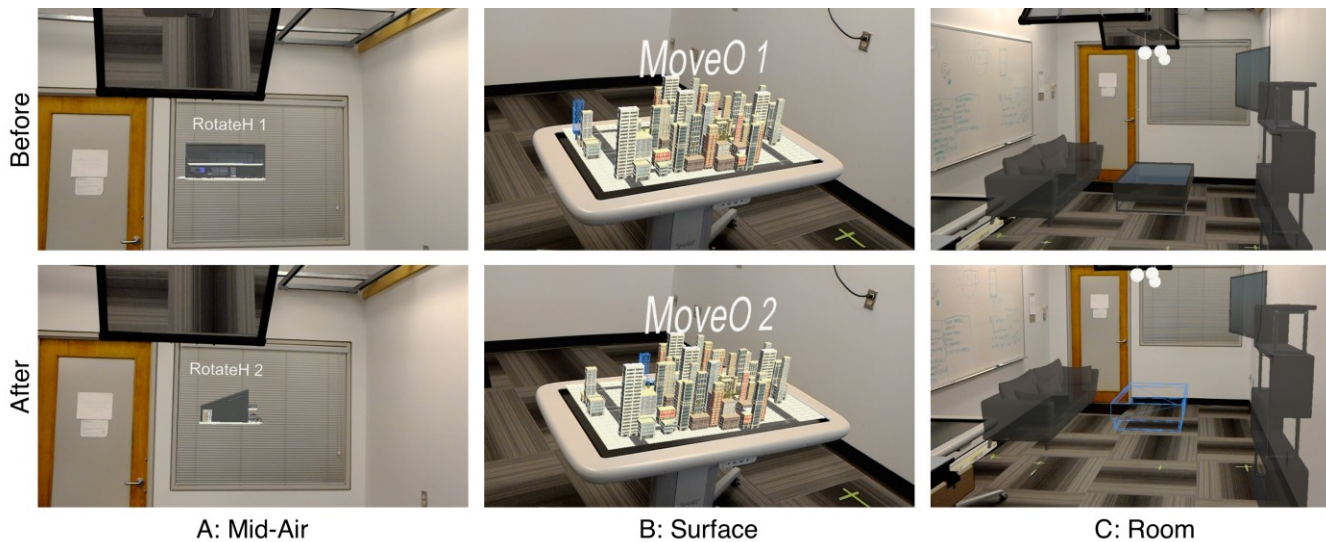 Before
RotateH 1
MoveO 1
After
RotateH 2
MoveO 2
A: Mid-Air
B: Surface
C: Room